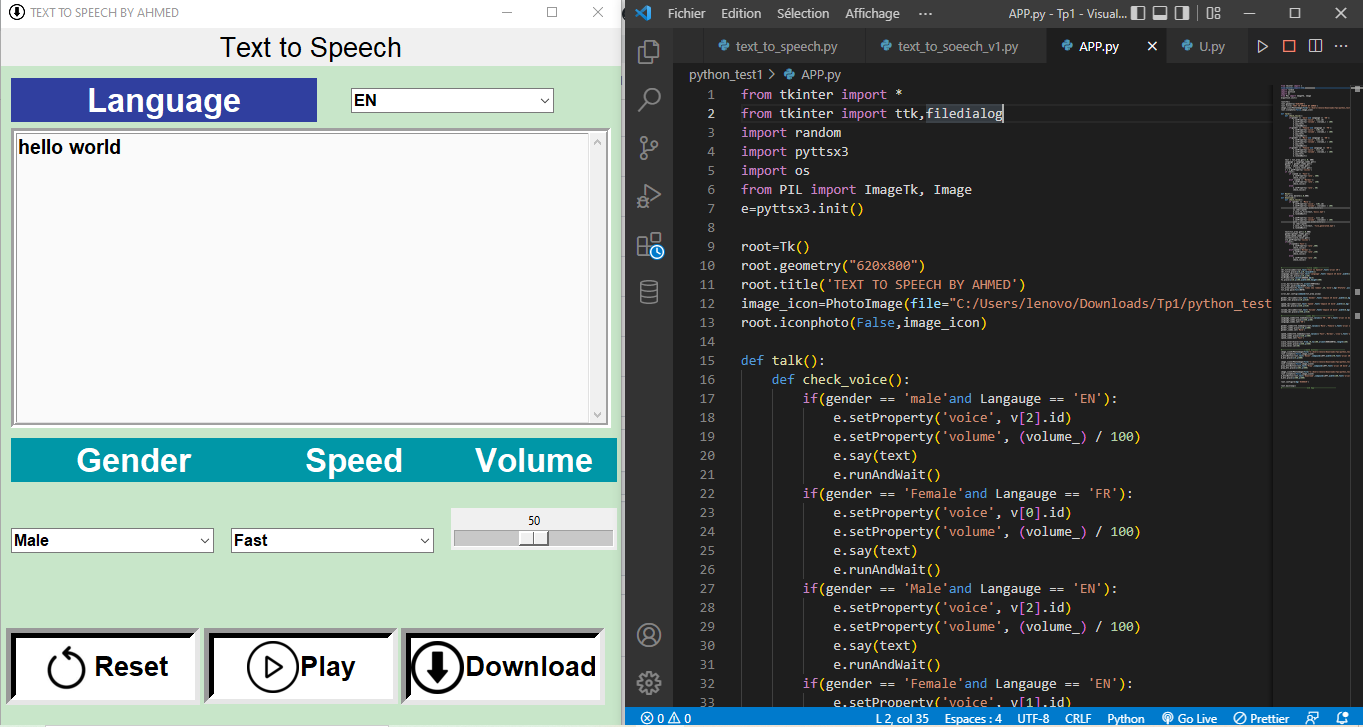 TEXT TO SPEECH BY AHMED
Text to Speech
Language
EN
hello world
Gender Speed Volume
50
Male
Fast
Reset
Play
Download
Fichier Edition Sélection Affichage ··· APP.py - Tp1 - Visual...
text_to_speech.py text_to_soeech_v1.py APP.py U.py
python_test1 > APP.py
1 from tkinter import *
2 from tkinter import ttk,filedialog
3 import random
4 import pyttsx3
5 import os
6 from PIL import ImageTk, Image
7 e=pyttsx3.init()
8
9 root=Tk()
10 root.geometry("620x800")
11 root.title('TEXT TO SPEECH BY AHMED')
12 image_icon=PhotoImage(file="C:/Users/lenovo/Downloads/Tp1/python_test
13 root.iconphoto(False,image_icon)
14
15 def talk():
16 def check_voice():
17 if(gender == 'male'and Langauge == 'EN'):
18 e.setProperty('voice', v[2].id)
19 e.setProperty('volume', (volume_) / 100)
20 e.say(text)
21 e.runAndWait()
22 if(gender == 'Female'and Langauge == 'FR'):
23 e.setProperty('voice', v[0].id)
24 e.setProperty('volume', (volume_) / 100)
25 e.say(text)
26 e.runAndWait()
27 if(gender == 'Male'and Langauge == 'EN'):
28 e.setProperty('voice', v[2].id)
29 e.setProperty('volume', (volume_) / 100)
30 e.say(text)
31 e.runAndWait()
32 if(gender == 'Female'and Langauge == 'EN'):
33 e.setProperty('voice', v[1].id)
0 0 L 2, col 35 Espaces : 4 UTF-8 CRLF Python Go Live Prettier